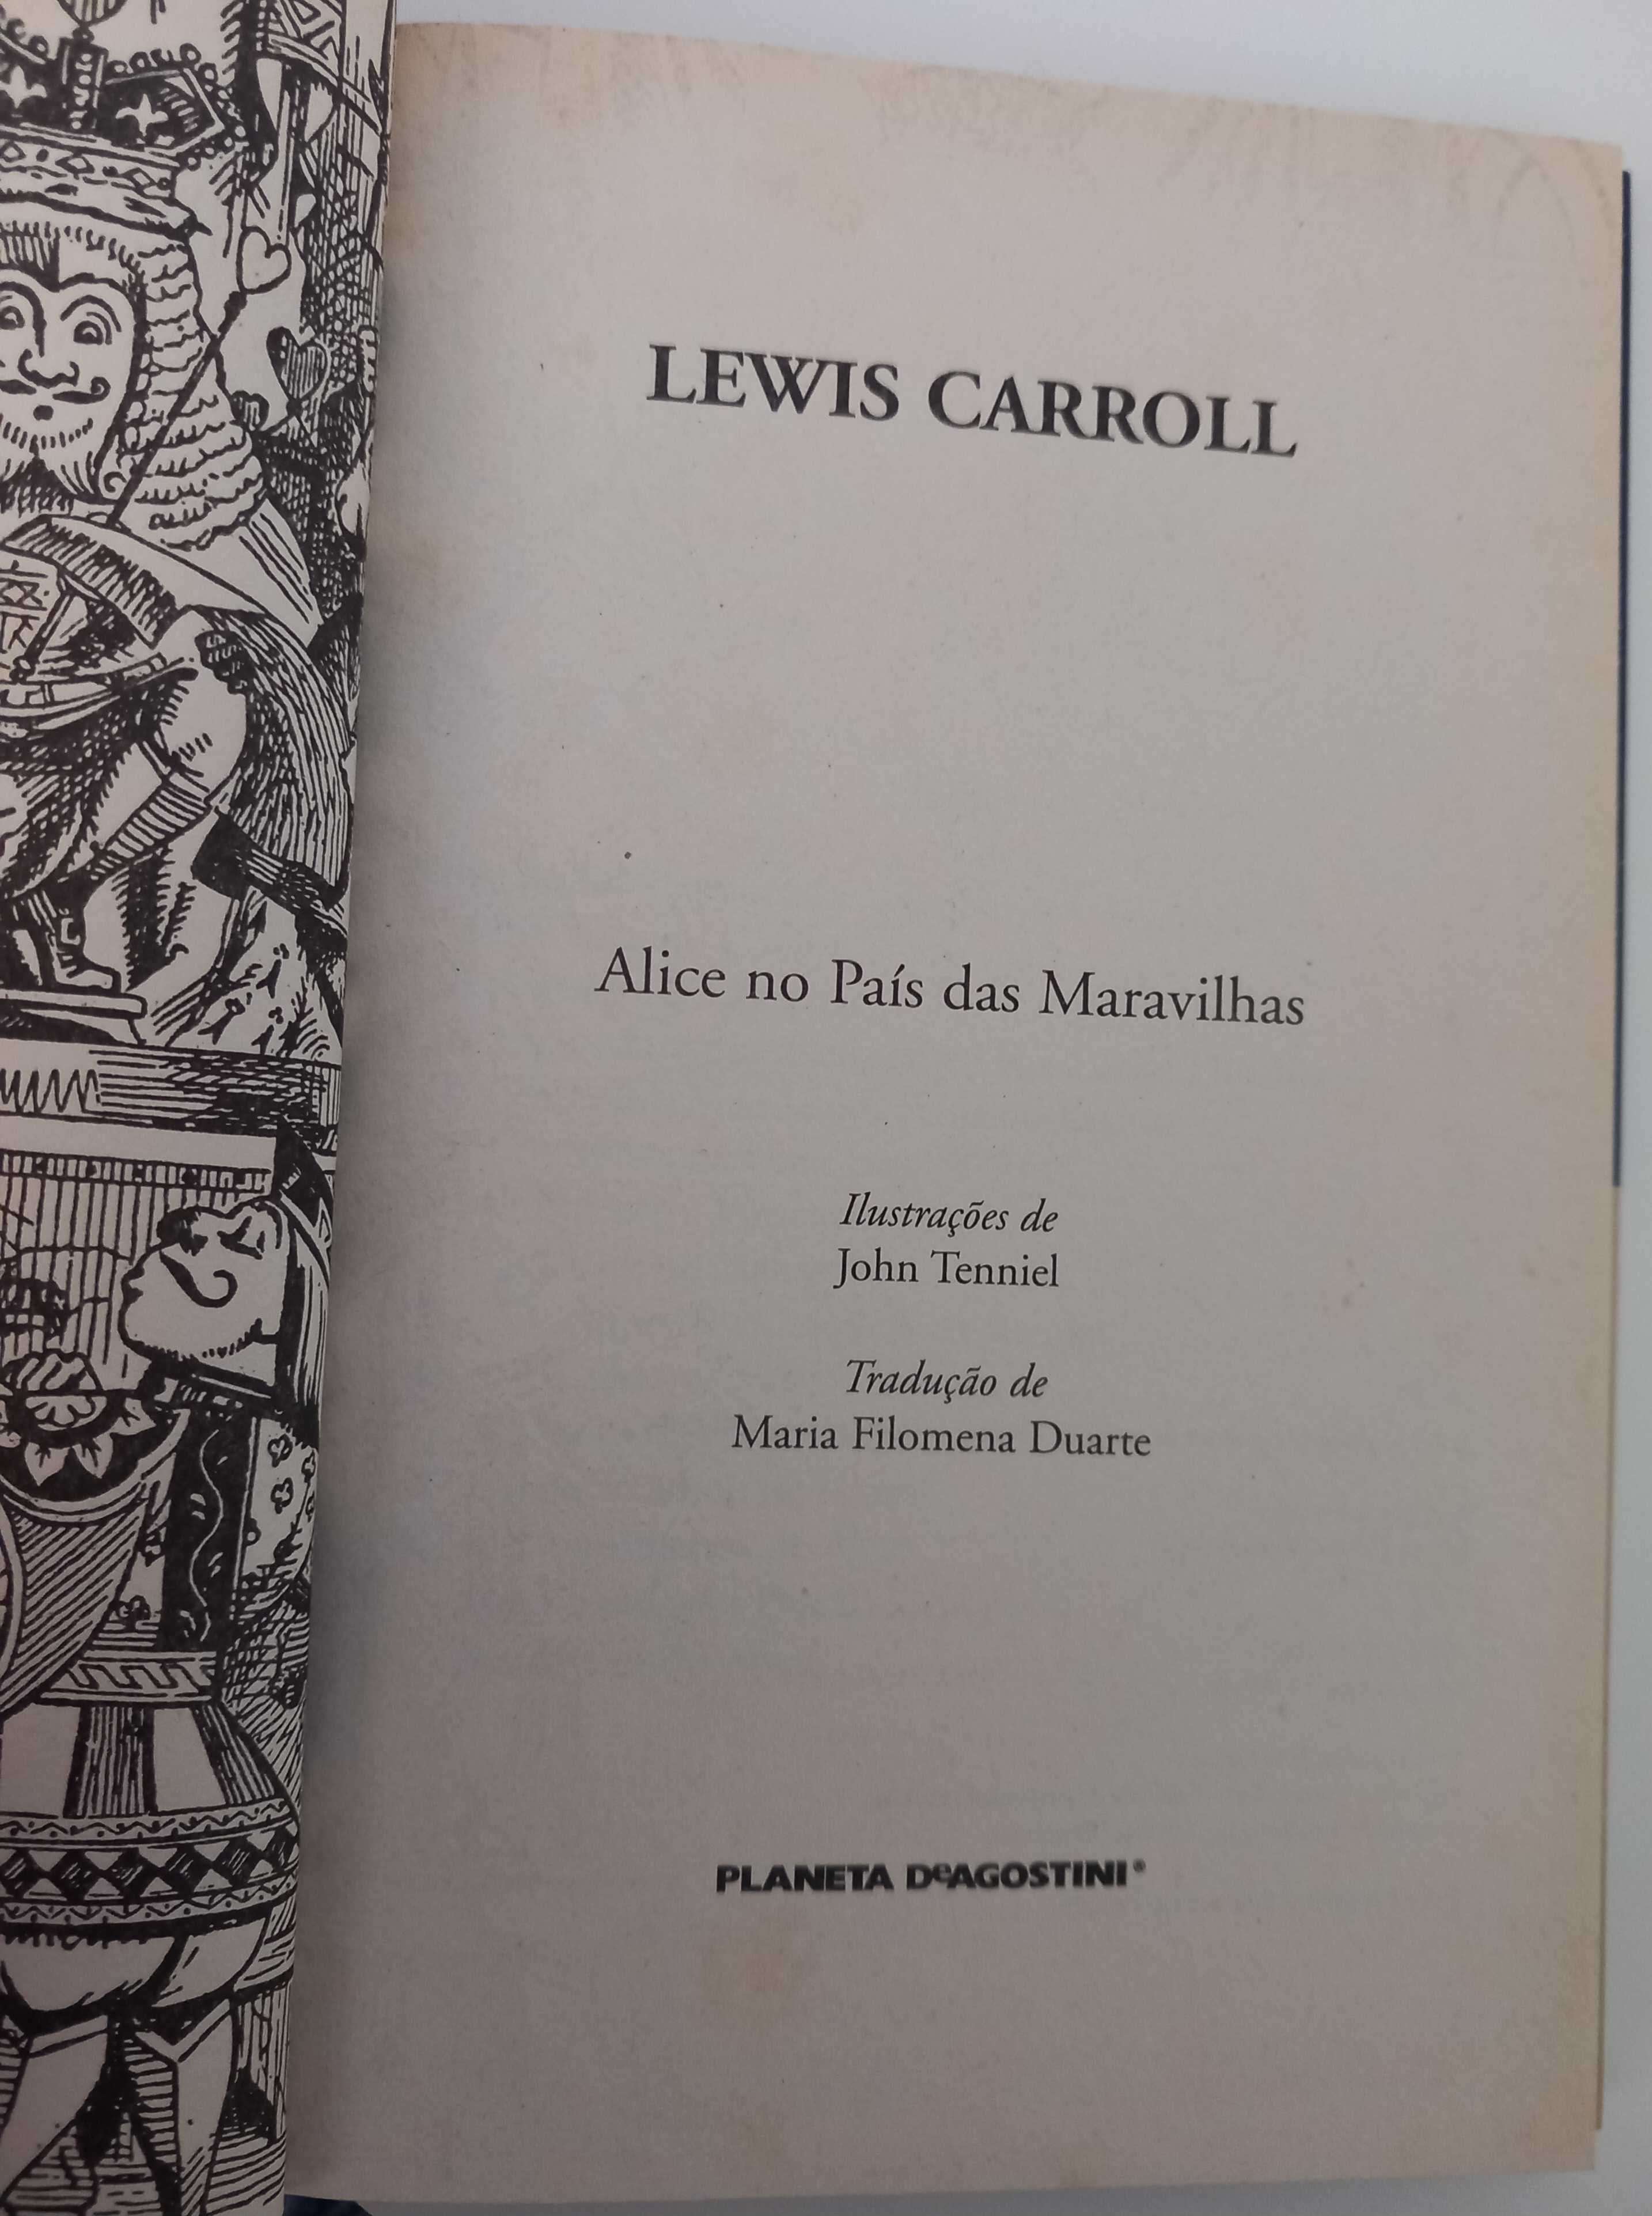 LEWIS CARROLL
Alice no País das Maravilhas
Ilustrações de
John Tenniel
Tradução de
Maria Filomena Duarte
PLANETA DeAGOSTINI®